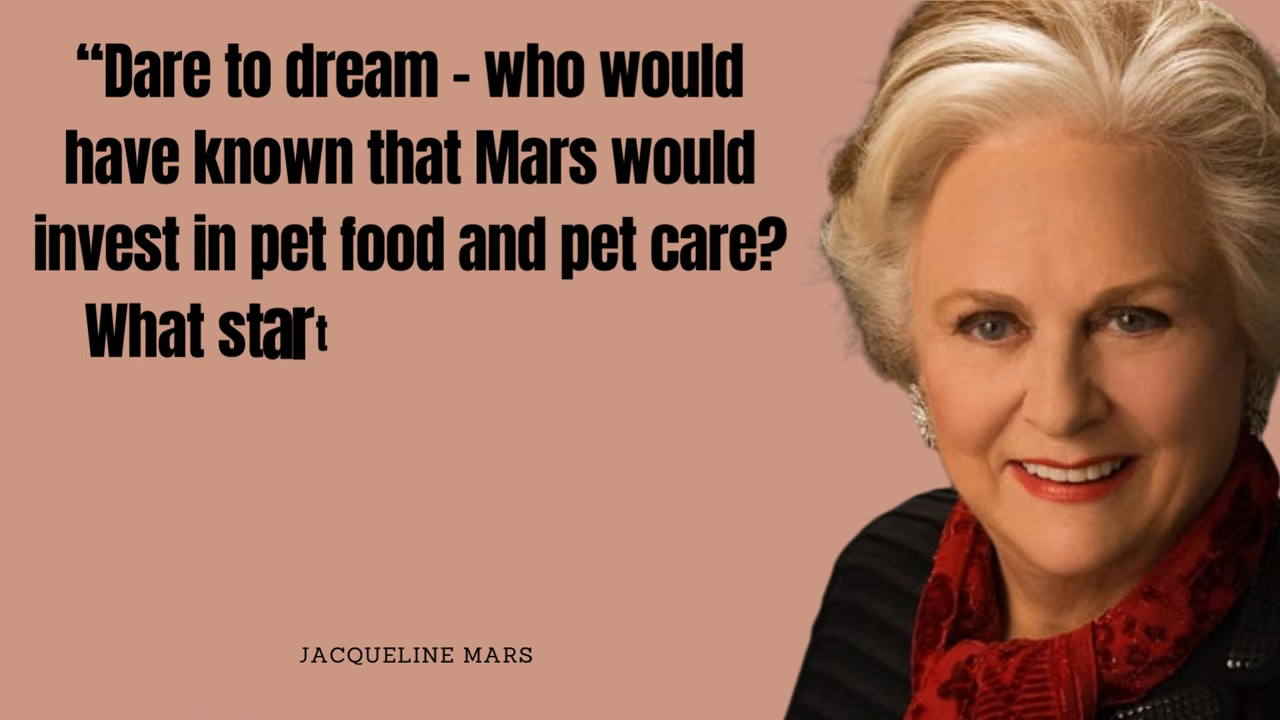 “Dare to dream - who would
have known that Mars would
invest in pet food and pet care?
What start
JACQUELINE MARS